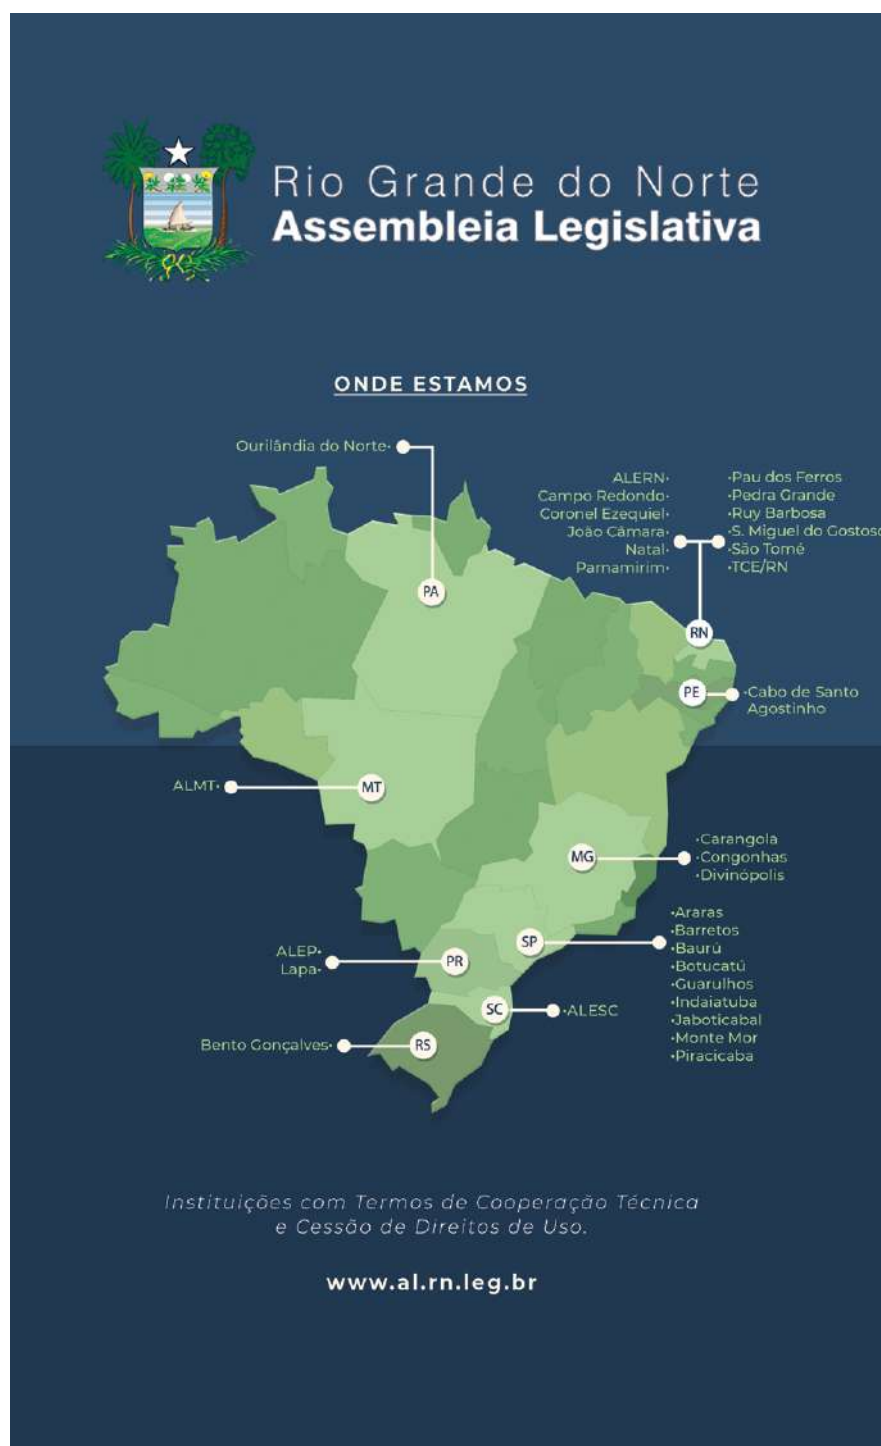 Rio Grande do Norte
Assembleia Legislativa
ONDE ESTAMOS
Ourilândia do Norte•
PA
ALERN•
Campo Redondo•
Coronel Ezequiel•
João Câmara•
Natal•
Parnamirim•
•Pau dos Ferros
•Pedra Grande
•Ruy Barbosa
•S. Miguel do Gostoso
•São Tomé
•TCE/RN
RN
PE
•Cabo de Santo
Agostinho
ALMT•
MT
MG
•Carangola
•Congonhas
•Divinópolis
SP
•Araras
•Barretos
•Baurú
•Botucatú
•Guarulhos
•Indaiatuba
•Jaboticabal
•Monte Mor
•Piracicaba
ALEP•
Lapa•
PR
SC
•ALESC
Bento Gonçalves•
RS
Instituições com Termos de Cooperação Técnica
e Cessão de Direitos de Uso.
www.al.rn.leg.br